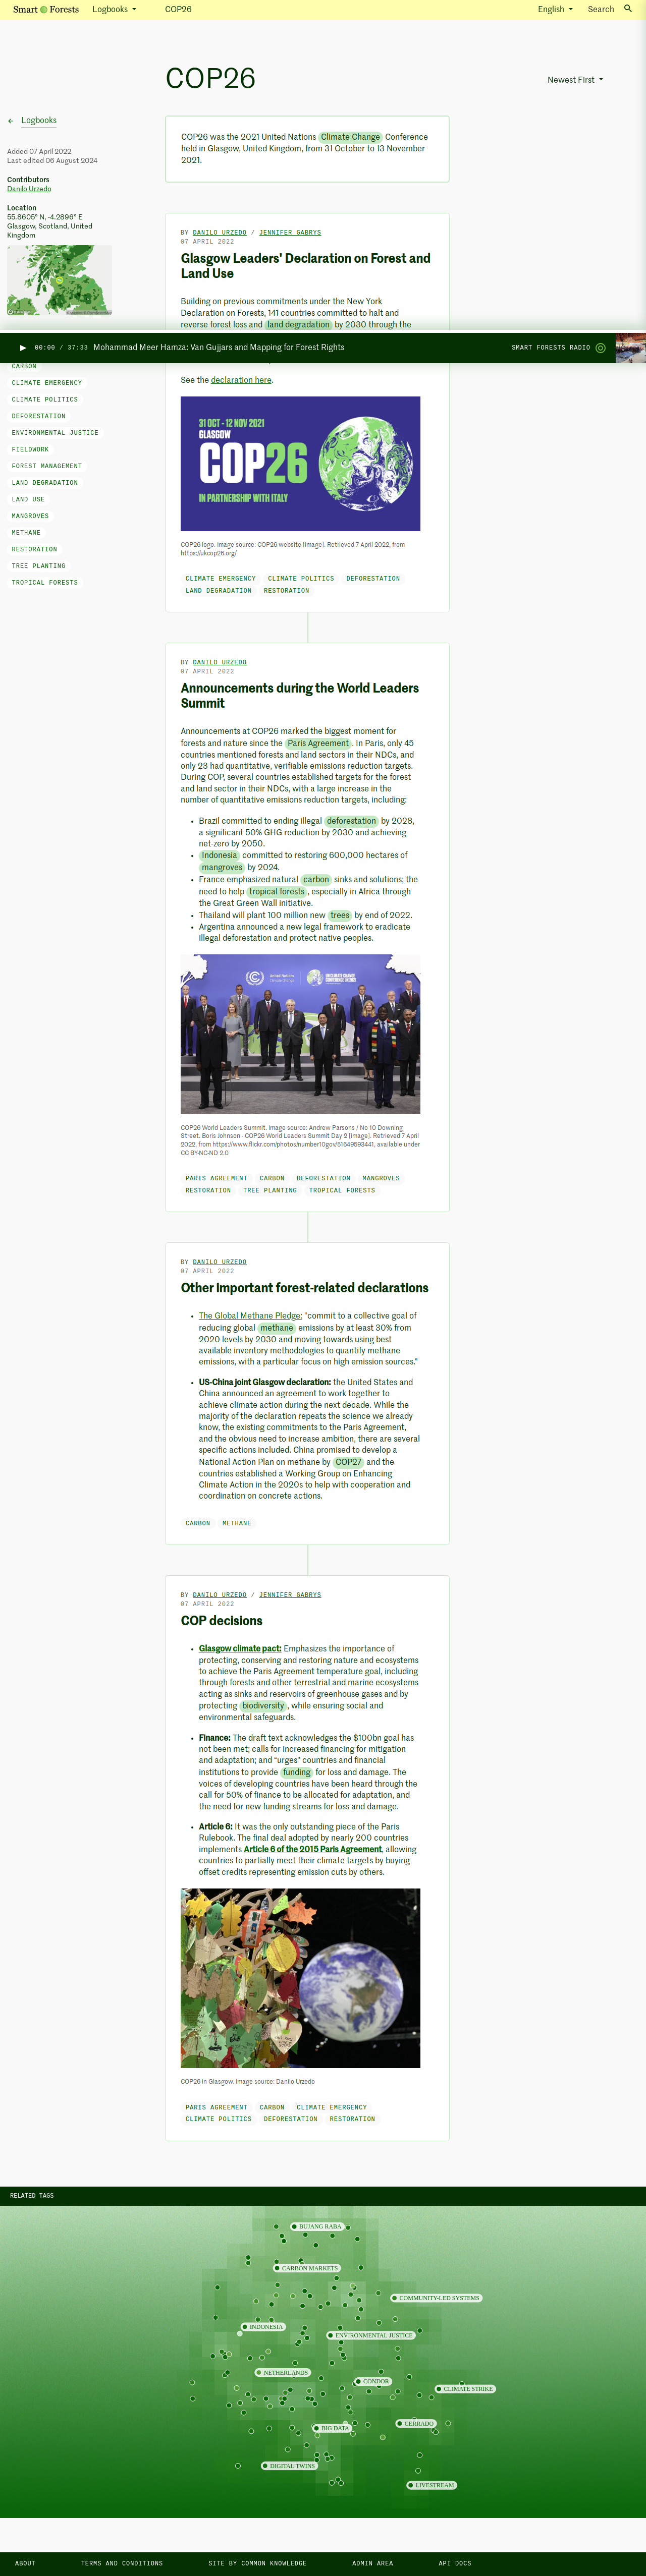 Smart Forests
Logbooks
COP26
English
Search
COP26
Newest First
Logbooks
Added 07 April 2022
Last edited 06 August 2024
Contributors
Danilo Urzedo
Location
55.8605° N, -4.2896° E
Glasgow, Scotland, United
Kingdom
COP26 was the 2021 United Nations Climate Change Conference
held in Glasgow, United Kingdom, from 31 October to 13 November
2021.
BY DANILO URZEDO / JENNIFER GABRYS
07 APRIL 2022
Glasgow Leaders' Declaration on Forest and
Land Use
Building on previous commitments under the New York
Declaration on Forests, 141 countries committed to halt and
reverse forest loss and land degradation by 2030 through the
00:00 / 37:33 Mohammad Meer Hamza: Van Gujjars and Mapping for Forest Rights
SMART FORESTS RADIO
CARBON
CLIMATE EMERGENCY
CLIMATE POLITICS
DEFORESTATION
ENVIRONMENTAL JUSTICE
FIELDWORK
FOREST MANAGEMENT
LAND DEGRADATION
LAND USE
MANGROVES
METHANE
RESTORATION
TREE PLANTING
TROPICAL FORESTS
See the declaration here.
31 OCT - 12 NOV 2021
GLASGOW
COP26
IN PARTNERSHIP WITH ITALY
COP26 logo. Image source: COP26 website [image]. Retrieved 7 April 2022, from
https://ukcop26.org/
CLIMATE EMERGENCY CLIMATE POLITICS DEFORESTATION
LAND DEGRADATION RESTORATION
BY DANILO URZEDO
07 APRIL 2022
Announcements during the World Leaders
Summit
Announcements at COP26 marked the biggest moment for
forests and nature since the Paris Agreement. In Paris, only 45
countries mentioned forests and land sectors in their NDCs, and
only 23 had quantitative, verifiable emissions reduction targets.
During COP, several countries established targets for the forest
and land sector in their NDCs, with a large increase in the
number of quantitative emissions reduction targets, including:
• Brazil committed to ending illegal deforestation by 2028,
a significant 50% GHG reduction by 2030 and achieving
net-zero by 2050.
• Indonesia committed to restoring 600,000 hectares of
mangroves by 2024.
• France emphasized natural carbon sinks and solutions; the
need to help tropical forests, especially in Africa through
the Great Green Wall initiative.
• Thailand will plant 100 million new trees by end of 2022.
• Argentina announced a new legal framework to eradicate
illegal deforestation and protect native peoples.
COP26 World Leaders Summit. Image source: Andrew Parsons / No 10 Downing
Street. Boris Johnson - COP26 World Leaders Summit Day 2 [image]. Retrieved 7 April
2022, from https://www.flickr.com/photos/number10gov/51649593441, available under
CC BY-NC-ND 2.0
PARIS AGREEMENT CARBON DEFORESTATION MANGROVES
RESTORATION TREE PLANTING TROPICAL FORESTS
BY DANILO URZEDO
07 APRIL 2022
Other important forest-related declarations
• The Global Methane Pledge: "commit to a collective goal of
reducing global methane emissions by at least 30% from
2020 levels by 2030 and moving towards using best
available inventory methodologies to quantify methane
emissions, with a particular focus on high emission sources."
• US-China joint Glasgow declaration: the United States and
China announced an agreement to work together to
achieve climate action during the next decade. While the
majority of the declaration repeats the science we already
know, the existing commitments to the Paris Agreement,
and the obvious need to increase ambition, there are several
specific actions included. China promised to develop a
National Action Plan on methane by COP27 and the
countries established a Working Group on Enhancing
Climate Action in the 2020s to help with cooperation and
coordination on concrete actions.
CARBON METHANE
BY DANILO URZEDO / JENNIFER GABRYS
07 APRIL 2022
COP decisions
• Glasgow climate pact: Emphasizes the importance of
protecting, conserving and restoring nature and ecosystems
to achieve the Paris Agreement temperature goal, including
through forests and other terrestrial and marine ecosystems
acting as sinks and reservoirs of greenhouse gases and by
protecting biodiversity, while ensuring social and
environmental safeguards.
• Finance: The draft text acknowledges the $100bn goal has
not been met; calls for increased financing for mitigation
and adaptation; and "urges" countries and financial
institutions to provide funding for loss and damage. The
voices of developing countries have been heard through the
call for 50% of finance to be allocated for adaptation, and
the need for new funding streams for loss and damage.
• Article 6: It was the only outstanding piece of the Paris
Rulebook. The final deal adopted by nearly 200 countries
implements Article 6 of the 2015 Paris Agreement, allowing
countries to partially meet their climate targets by buying
offset credits representing emission cuts by others.
COP26 in Glasgow. Image source: Danilo Urzedo
PARIS AGREEMENT CARBON CLIMATE EMERGENCY
CLIMATE POLITICS DEFORESTATION RESTORATION
RELATED TAGS
BUJANG RABA
CARBON MARKETS
COMMUNITY-LED SYSTEMS
INDONESIA
ENVIRONMENTAL JUSTICE
NETHERLANDS
CONDOR
CLIMATE STRIKE
CERRADO
BIG DATA
DIGITAL TWINS
LIVESTREAM
ABOUT
TERMS AND CONDITIONS
SITE BY COMMON KNOWLEDGE
ADMIN AREA
API DOCS